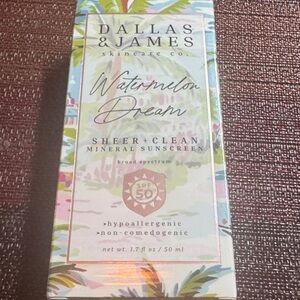 DALLAS
& JAMES
skincare co.
Watermelon
Dream
SHEER + CLEAN
MINERAL SUNSCREEN
broad spectrum
SPF
50
»hypoallergenic
»non-comedogenic
net wt. 1.7 fl oz / 50 ml